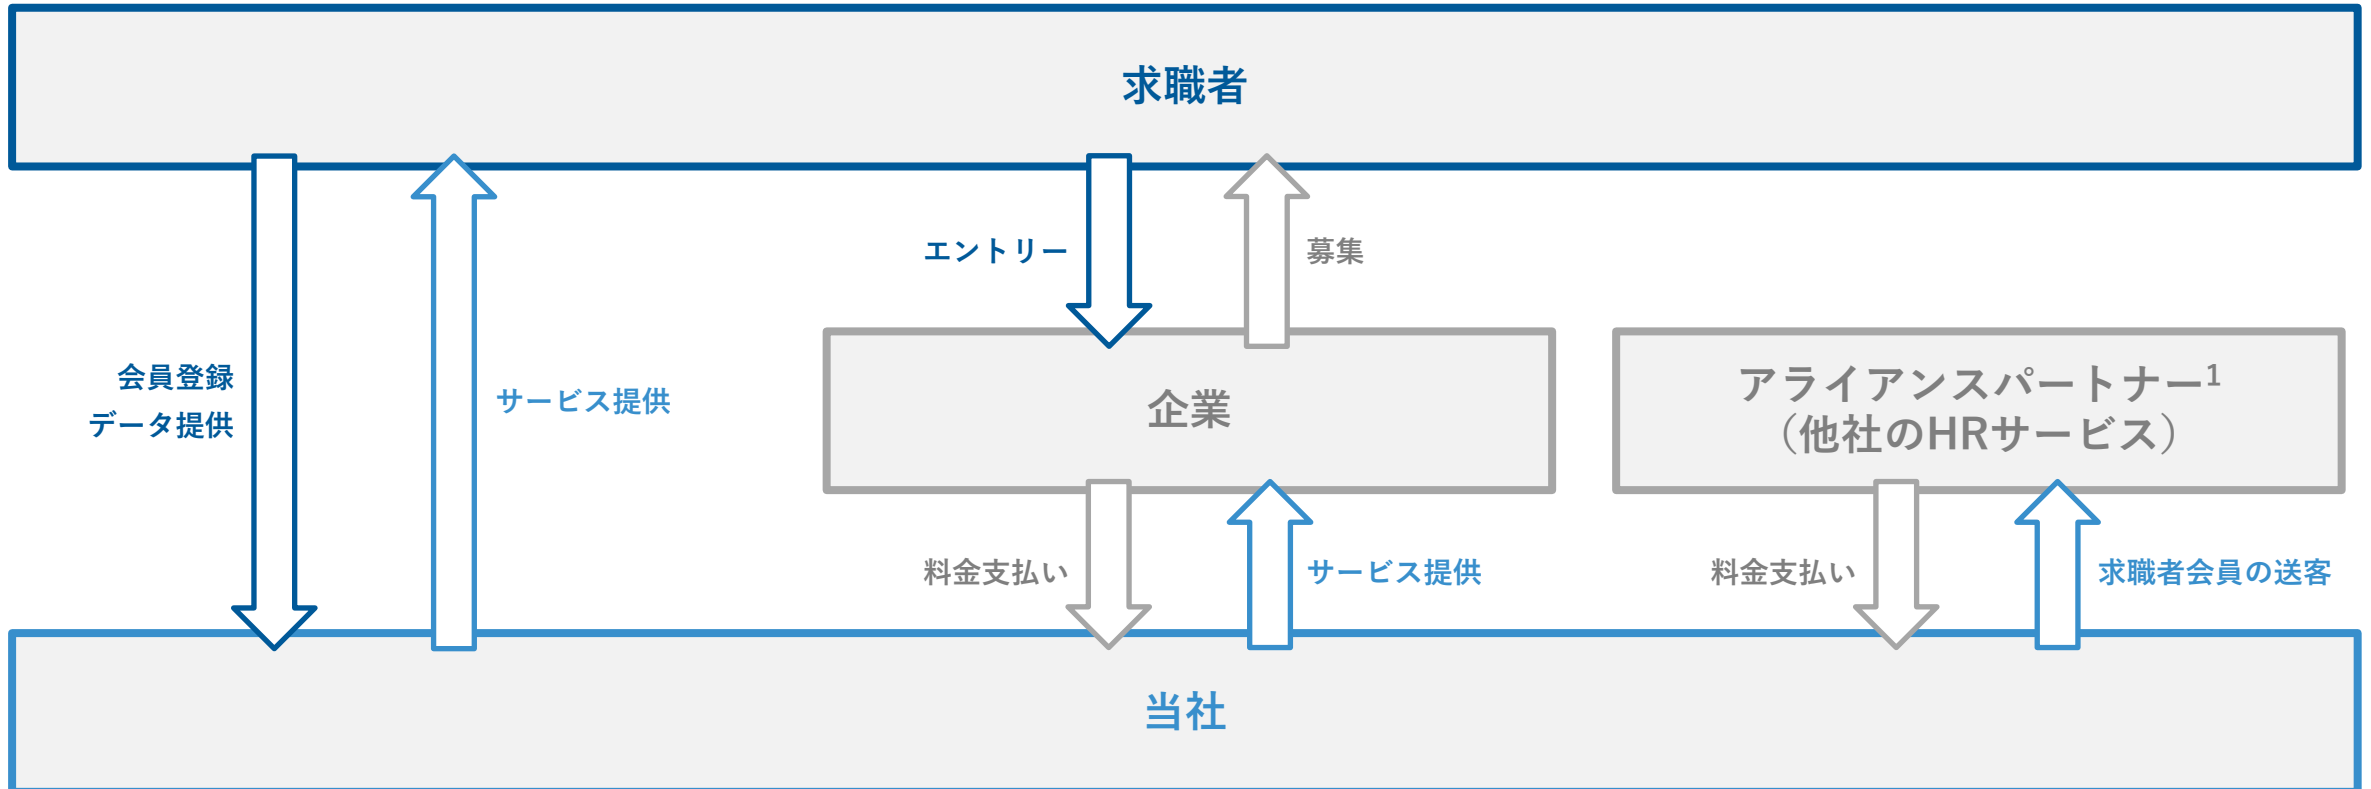 求職者
エントリー
募集
会員登録
データ提供
サービス提供
企業
アライアンスパートナー¹
（他社のHRサービス）
料金支払い
サービス提供
料金支払い
求職者会員の送客
当社